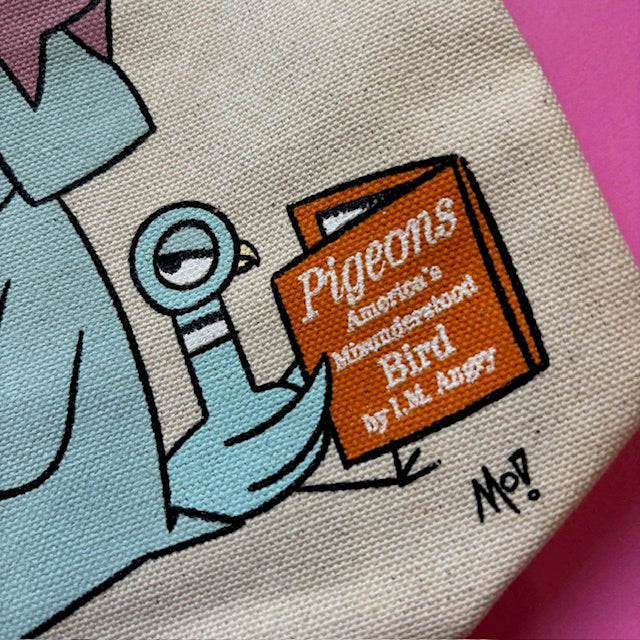 Pigeons
America's
Misunderstood
Bird
by I.M. Angry
Mo!